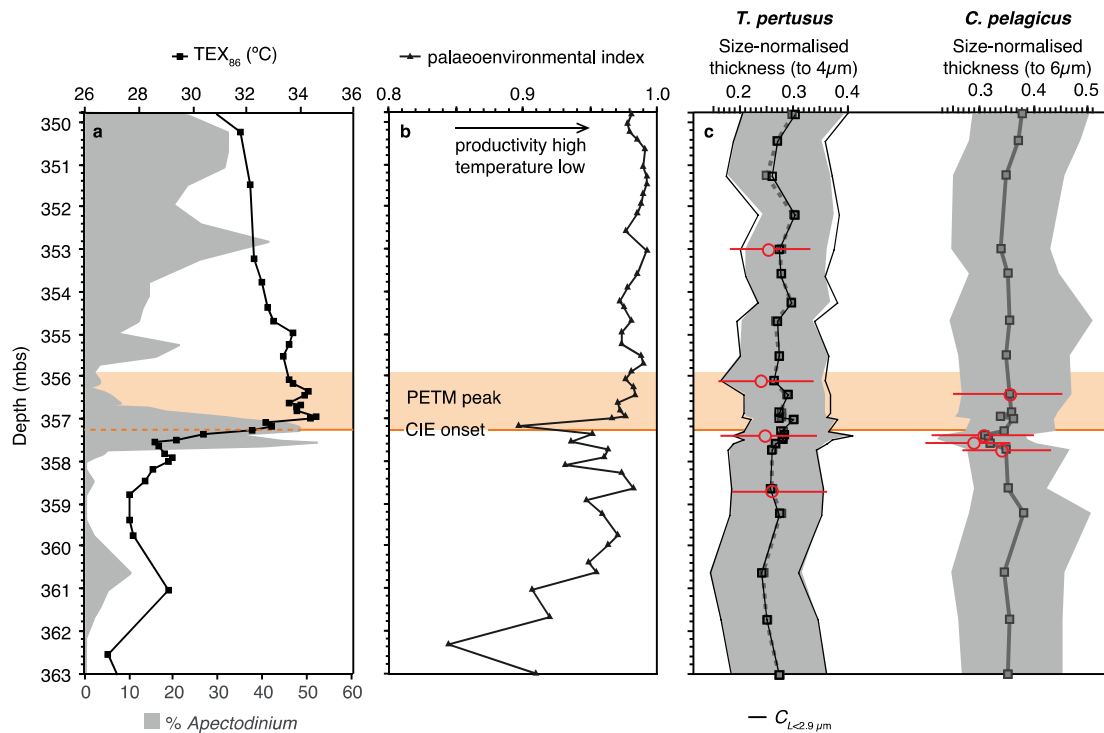 T. pertusus
C. pelagicus
TEX86 (°C)
palaeoenvironmental index
Size-normalised
thickness (to 4µm)
Size-normalised
thickness (to 6µm)
26 28 30 32 34 36
0.8 0.9 1.0
0.2 0.3 0.4
0.3 0.4 0.5
a
b
c
productivity high
temperature low
PETM peak
CIE onset
Depth (mbs)
350
351
352
353
354
355
356
357
358
359
360
361
362
363
0 10 20 30 40 50 60
% Apectodinium
C L<2.9 µm